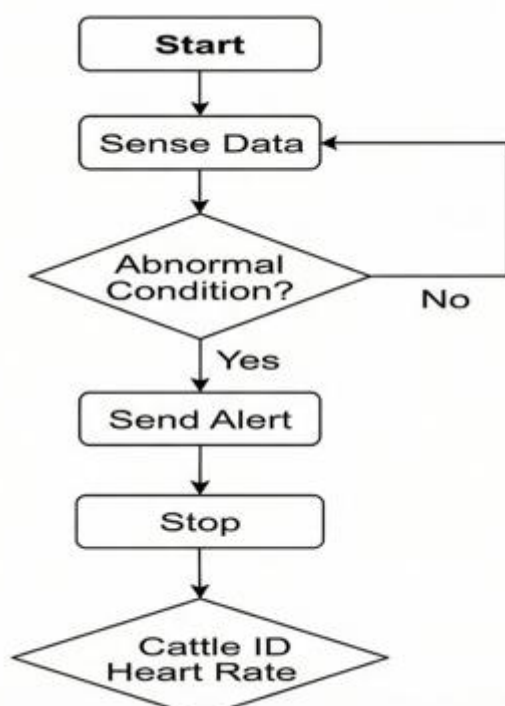 Start
Sense Data
Abnormal
Condition?
No
Yes
Send Alert
Stop
Cattle ID
Heart Rate